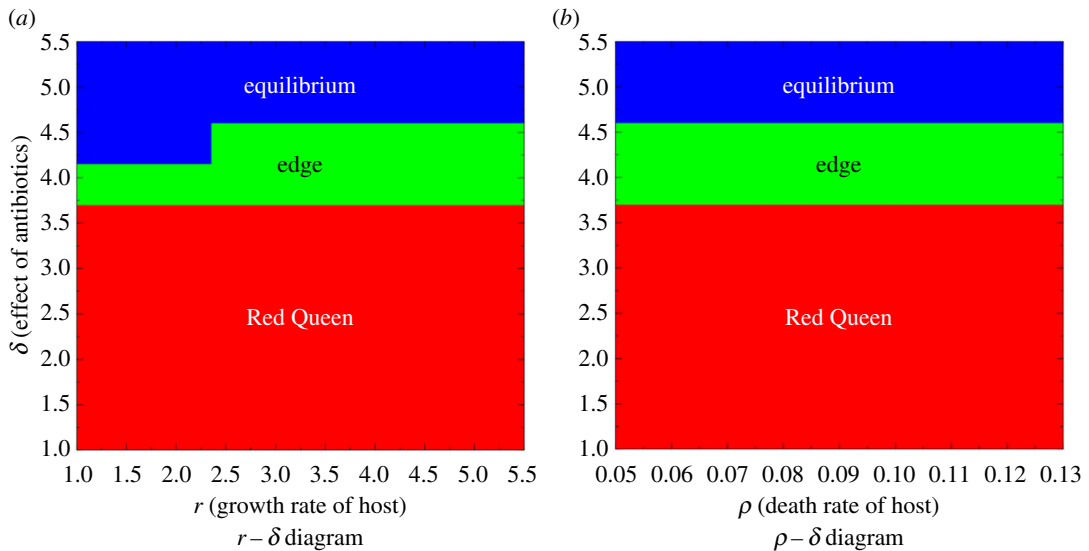 (a)
5.5
5.0
4.5
4.0
3.5
3.0
2.5
2.0
1.5
1.0
δ (effect of antibiotics)
equilibrium
edge
Red Queen
1.0 1.5 2.0 2.5 3.0 3.5 4.0 4.5 5.0 5.5
r (growth rate of host)
r – δ diagram
(b)
5.5
5.0
4.5
4.0
3.5
3.0
2.5
2.0
1.5
1.0
equilibrium
edge
Red Queen
0.05 0.06 0.07 0.08 0.09 0.10 0.11 0.12 0.13
ρ (death rate of host)
ρ – δ diagram